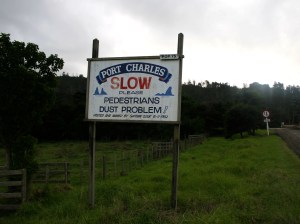 PORT CHARLES
SLOW
PLEASE
PEDESTRIANS
DUST PROBLEM!!